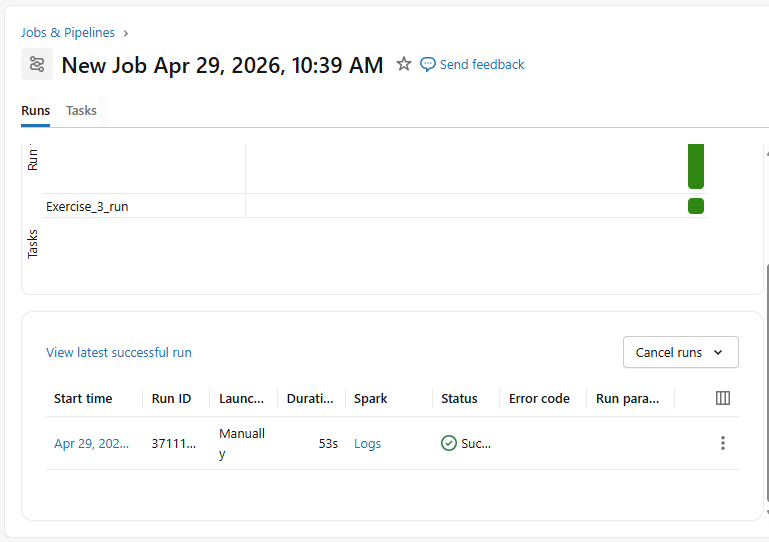 Jobs & Pipelines ›
New Job Apr 29, 2026, 10:39 AM
Send feedback
Runs Tasks
Run
Exercise_3_run
Tasks
View latest successful run
Cancel runs
Start time Run ID Launc... Durati... Spark Status Error code Run para...
Apr 29, 202... 37111... Manuall
y
53s Logs Suc...